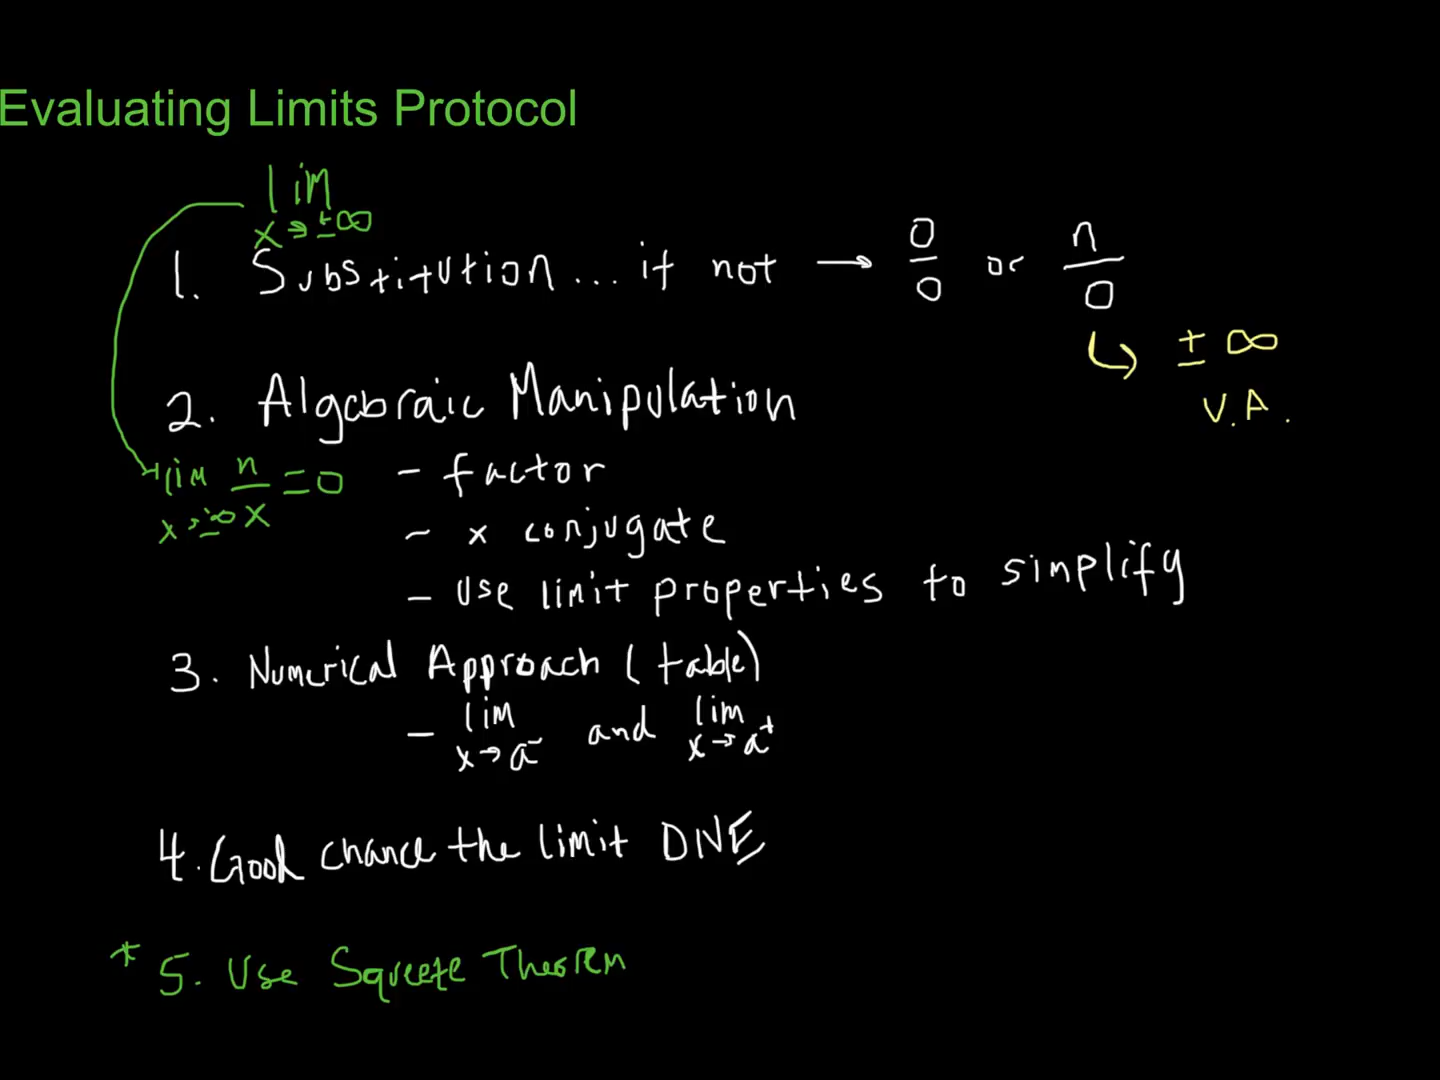 Evaluating Limits Protocol
lim
x→±∞
1. Substitution... if not → 0/0 or n/0
↳ ±∞
V.A.
2. Algebraic Manipulation
lim n/x = 0
x→±∞
- factor
- x conjugate
- use limit properties to simplify
3. Numerical Approach (table)
- lim x→a⁻ and lim x→a⁺
4. Good chance the limit DNE
* 5. Use Squeeze Theorem